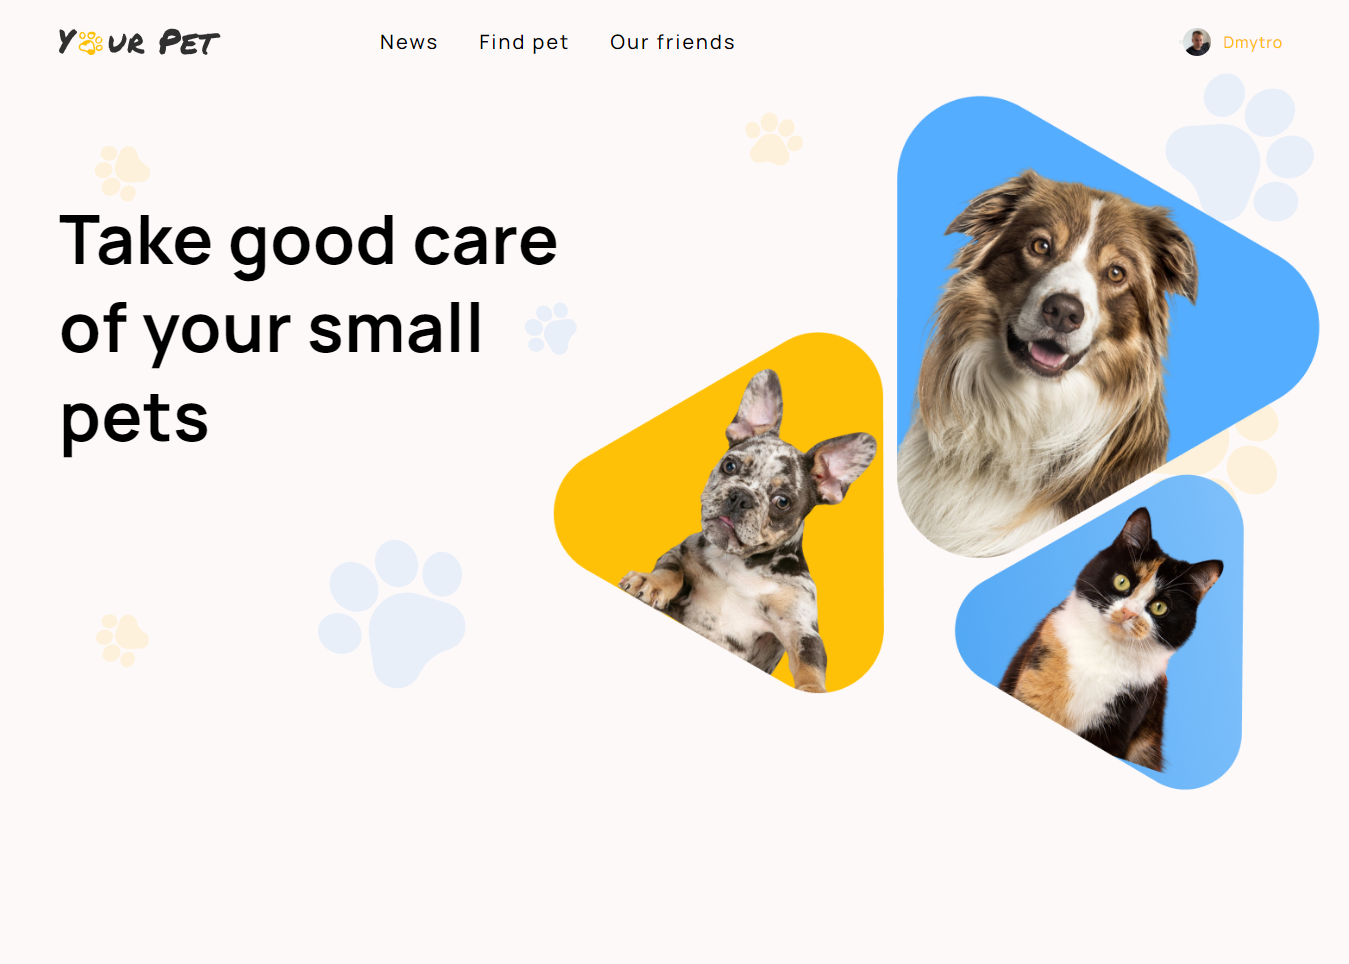 Your Pet
News
Find pet
Our friends
Dmytro
Take good care
of your small
pets